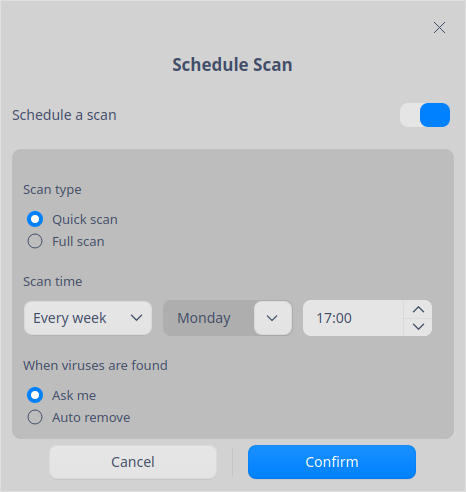 Schedule Scan
Schedule a scan
Scan type
Quick scan
Full scan
Scan time
Every week Monday 17:00
When viruses are found
Ask me
Auto remove
Cancel Confirm